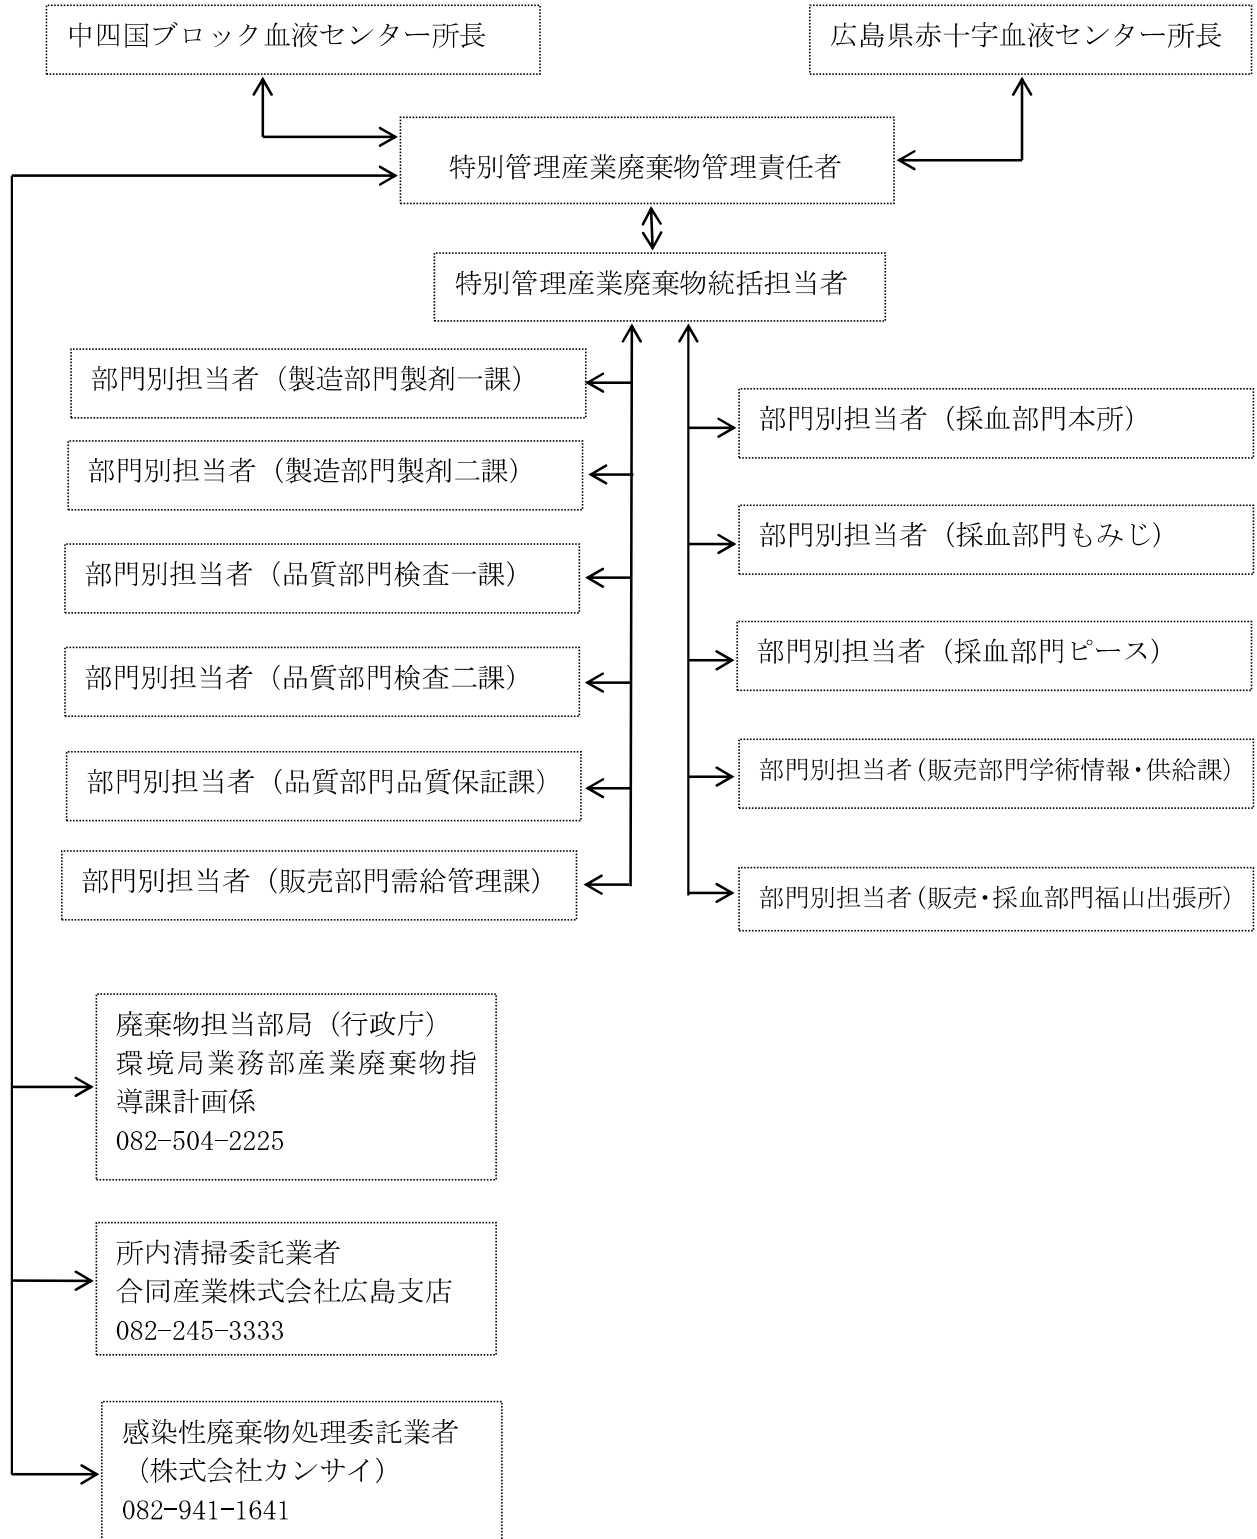 中四国ブロック血液センター所長
広島県赤十字血液センター所長
特別管理産業廃棄物管理責任者
特別管理産業廃棄物統括担当者
部門別担当者（製造部門製剤一課）
部門別担当者（製造部門製剤二課）
部門別担当者（品質部門検査一課）
部門別担当者（品質部門検査二課）
部門別担当者（品質部門品質保証課）
部門別担当者（販売部門需給管理課）
部門別担当者（採血部門本所）
部門別担当者（採血部門もみじ）
部門別担当者（採血部門ピース）
部門別担当者（販売部門学術情報・供給課）
部門別担当者（販売・採血部門福山出張所）
廃棄物担当部局（行政庁）
環境局業務部産業廃棄物指
導課計画係
082-504-2225
所内清掃委託業者
合同産業株式会社広島支店
082-245-3333
感染性廃棄物処理委託業者
（株式会社カンサイ）
082-941-1641